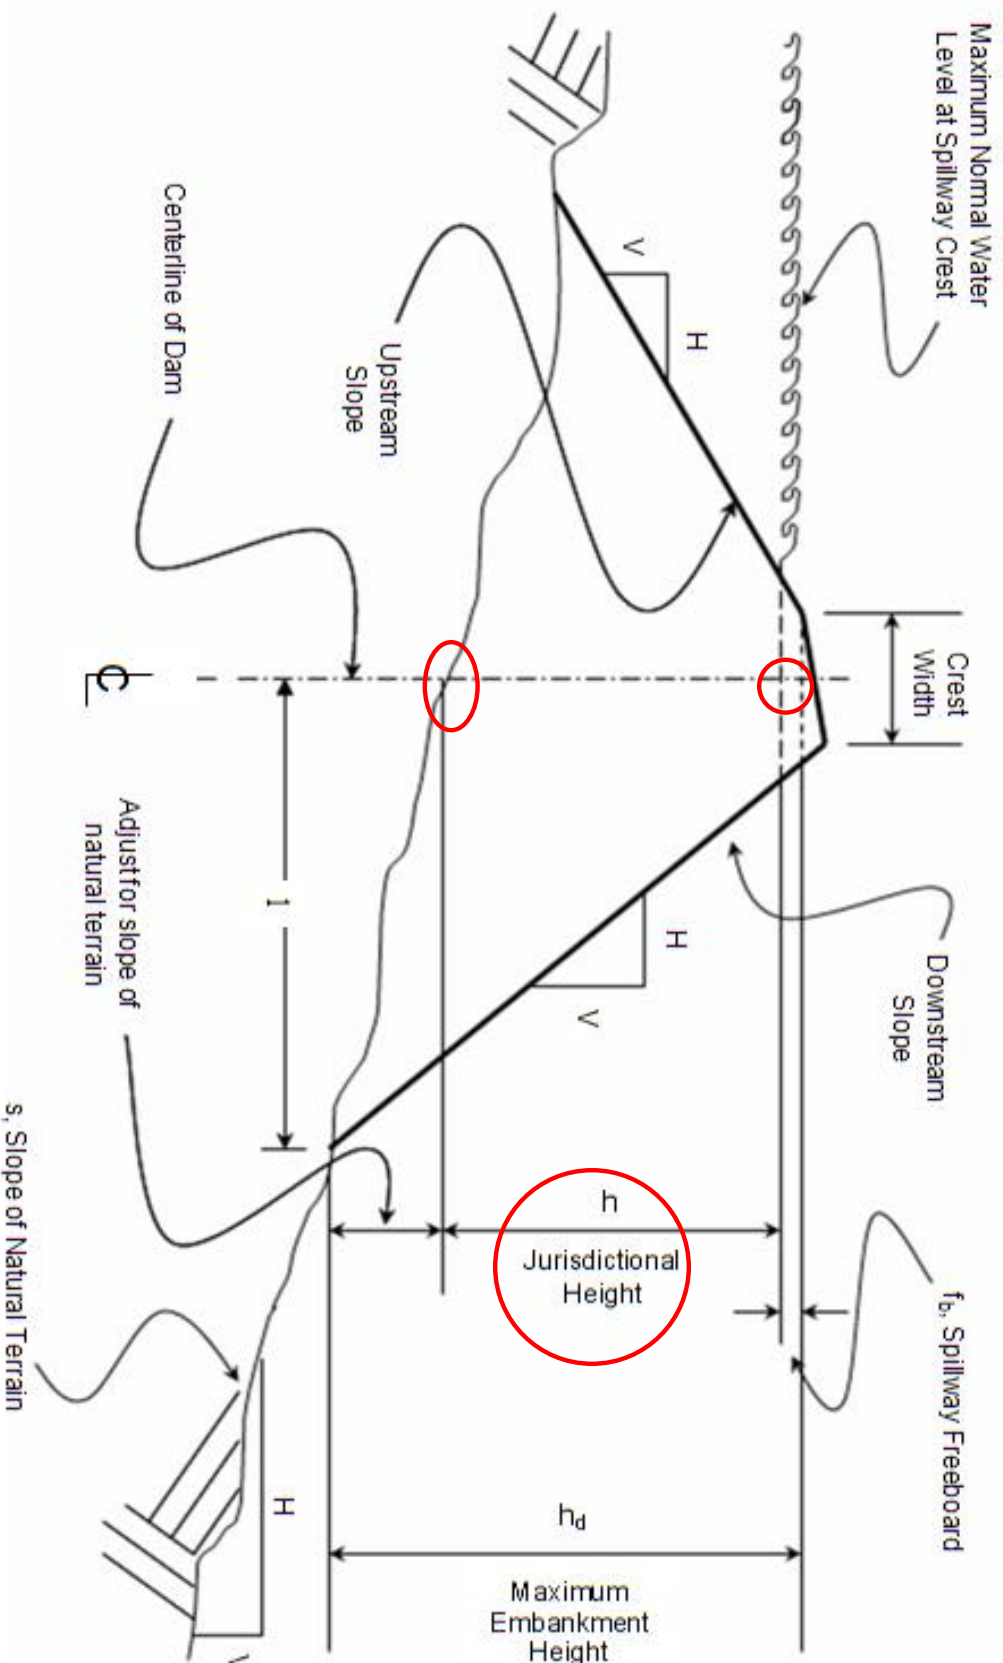 Maximum Normal Water
Level at Spillway Crest
Crest
Width
Downstream
Slope
f_b, Spillway Freeboard
V
H
H
V
Upstream
Slope
Centerline of Dam
C
L
1
Adjust for slope of
natural terrain
h
Jurisdictional
Height
h_d
Maximum
Embankment
Height
H
s, Slope of Natural Terrain